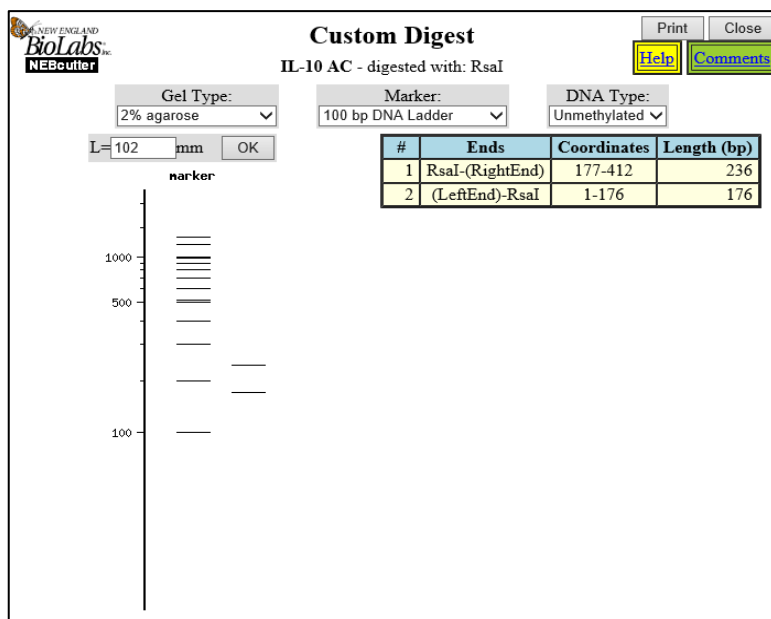 NEW ENGLAND
BioLabs Inc.
NEBcutter
Custom Digest
IL-10 AC - digested with: RsaI
Print Close
Help Comments
Gel Type: Marker: DNA Type:
2% agarose 100 bp DNA Ladder Unmethylated
L= 102 mm OK
# Ends Coordinates Length (bp)
1 RsaI-(RightEnd) 177-412 236
2 (LeftEnd)-RsaI 1-176 176
marker
1000
500
100